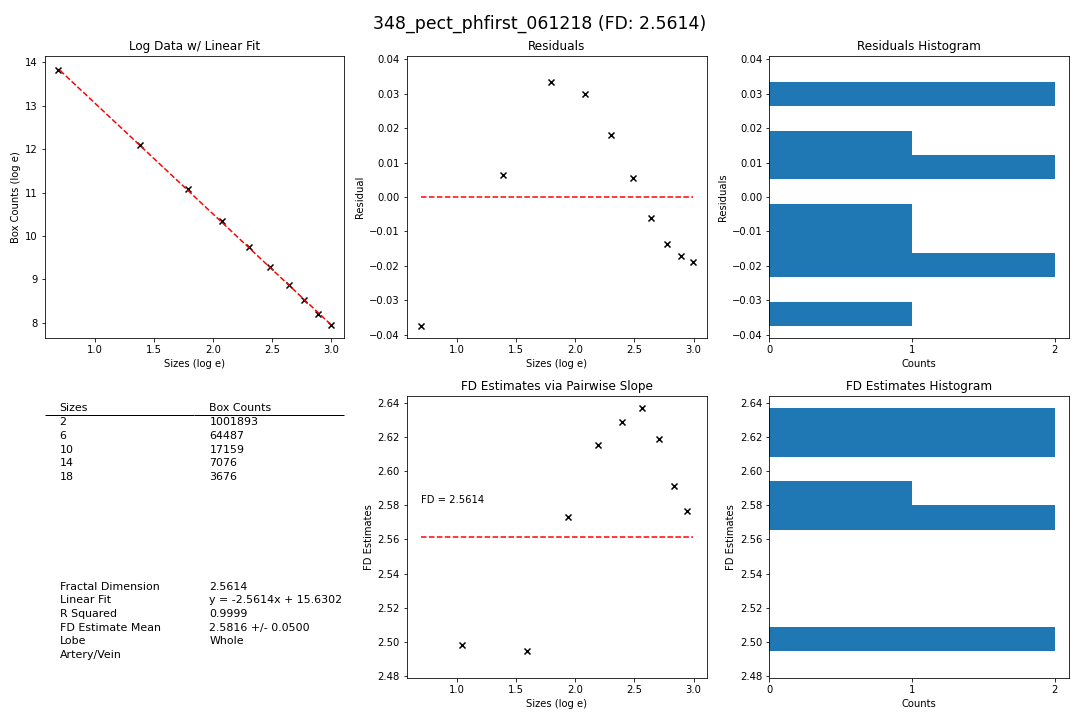 348_pect_phfirst_061218 (FD: 2.5614)
Log Data w/ Linear Fit
Box Counts (log e)
14
13
12
11
10
9
8
1.0 1.5 2.0 2.5 3.0
Sizes (log e)
Residuals
Residual
0.04
0.03
0.02
0.01
0.00
−0.01
−0.02
−0.03
−0.04
1.0 1.5 2.0 2.5 3.0
Sizes (log e)
Residuals Histogram
Residuals
0.04
0.03
0.02
0.01
0.00
−0.01
−0.02
−0.03
−0.04
0 1 2
Counts
Sizes Box Counts
2 1001893
6 64487
10 17159
14 7076
18 3676
Fractal Dimension 2.5614
Linear Fit y = -2.5614x + 15.6302
R Squared 0.9999
FD Estimate Mean 2.5816 +/- 0.0500
Lobe Whole
Artery/Vein
FD Estimates via Pairwise Slope
FD Estimates
2.64
2.62
2.60
2.58
2.56
2.54
2.52
2.50
2.48
FD = 2.5614
1.0 1.5 2.0 2.5 3.0
Sizes (log e)
FD Estimates Histogram
FD Estimates
2.64
2.62
2.60
2.58
2.56
2.54
2.52
2.50
2.48
0 1 2
Counts